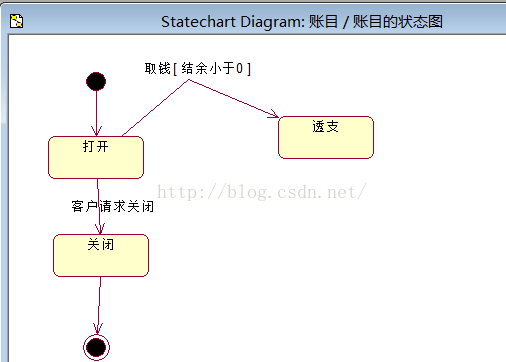 Statechart Diagram: 账目 / 账目的状态图
取钱[ 结余小于0 ]
透支
打开
http://blog.csdn.net/
客户请求关闭
关闭